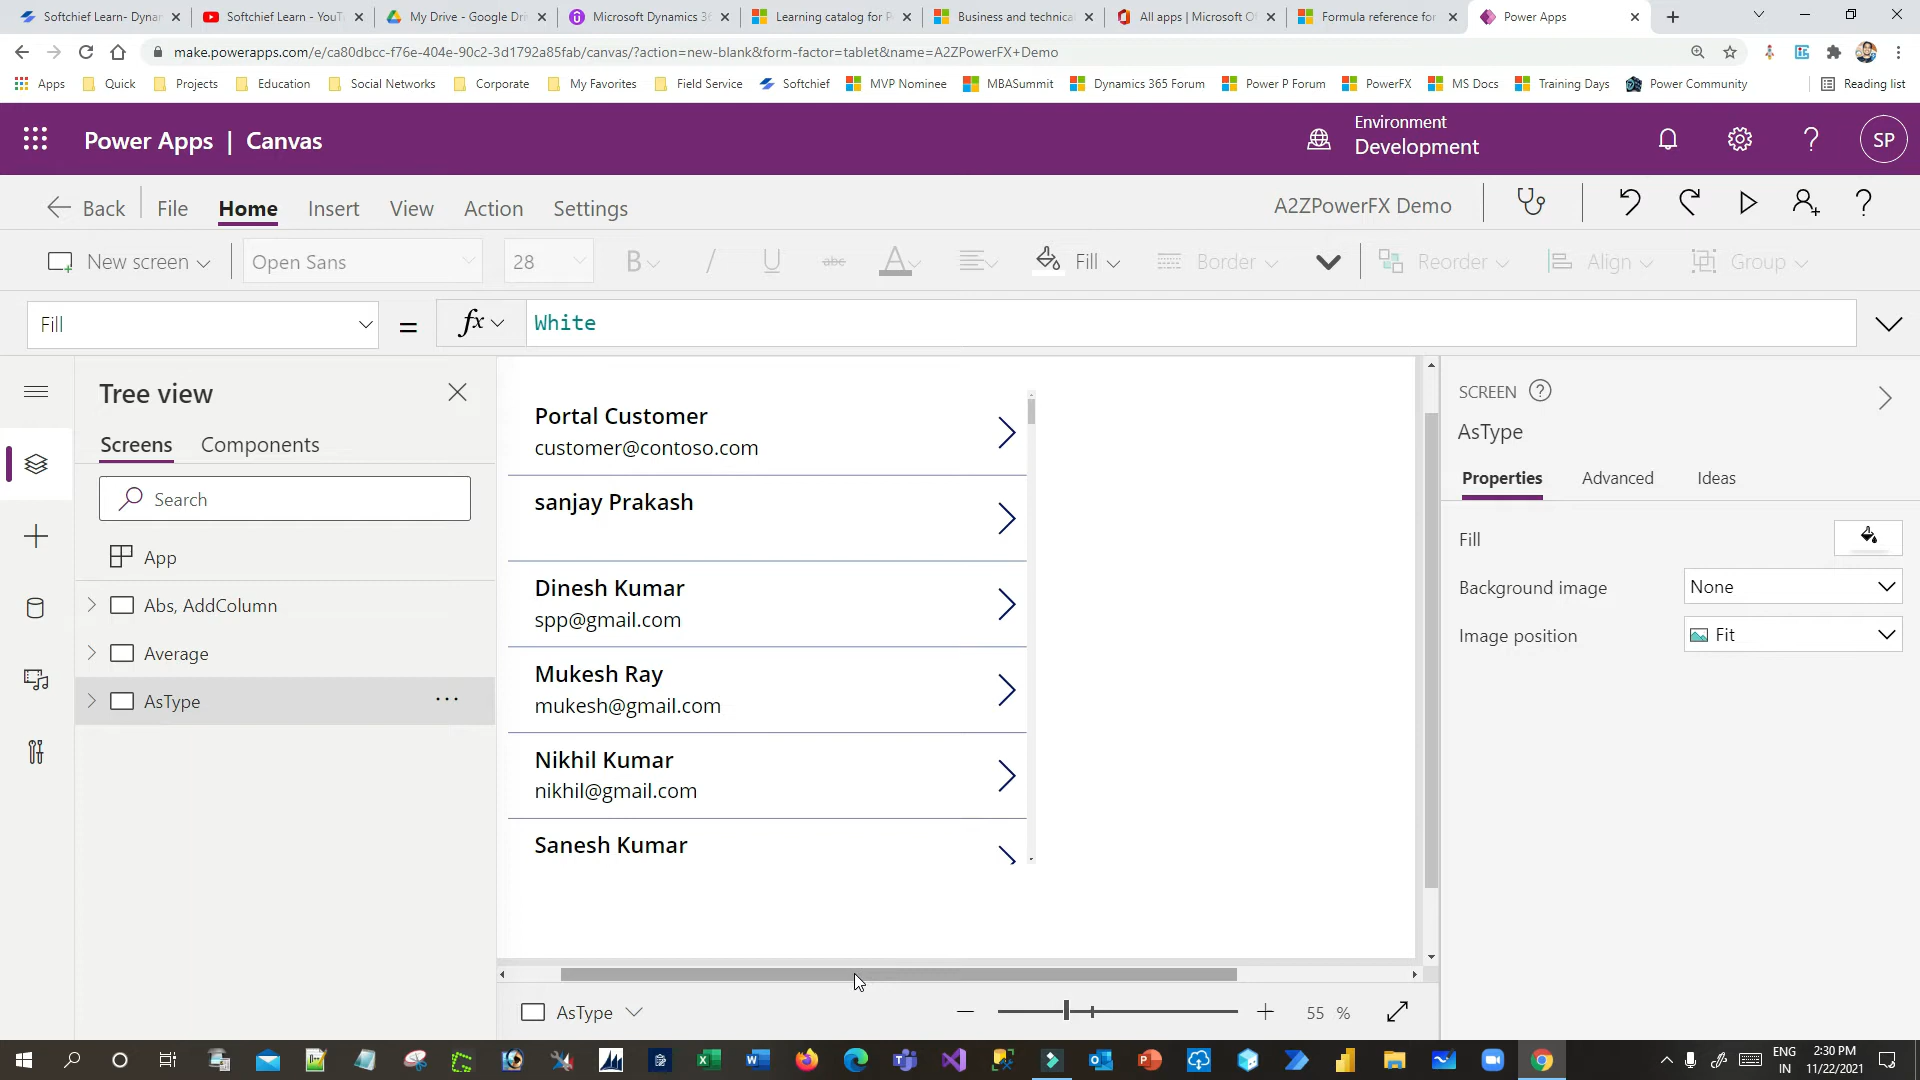 Softchief Learn- Dynam
Softchief Learn - YouT
My Drive - Google Dri
Microsoft Dynamics 36
Learning catalog for P
Business and technica
All apps | Microsoft Of
Formula reference for
Power Apps
make.powerapps.com/e/ca80dbcc-f76e-404e-90c2-3d1792a85fab/canvas/?action=new-blank&form-factor=tablet&name=A2ZPowerFX+Demo
Apps
Quick
Projects
Education
Social Networks
Corporate
My Favorites
Field Service
Softchief
MVP Nominee
MBASummit
Dynamics 365 Forum
Power P Forum
PowerFX
MS Docs
Training Days
Power Community
Reading list
Power Apps | Canvas
Environment
Development
SP
Back
File
Home
Insert
View
Action
Settings
A2ZPowerFX Demo
New screen
Open Sans
28
B
/
U
abc
A
Fill
Border
Reorder
Align
Group
Fill
=
fx
White
Tree view
Screens
Components
Search
App
Abs, AddColumn
Average
AsType
Portal Customer
customer@contoso.com
sanjay Prakash
Dinesh Kumar
spp@gmail.com
Mukesh Ray
mukesh@gmail.com
Nikhil Kumar
nikhil@gmail.com
Sanesh Kumar
AsType
55 %
SCREEN
AsType
Properties
Advanced
Ideas
Fill
Background image
None
Image position
Fit
ENG
IN
2:30 PM
11/22/2021